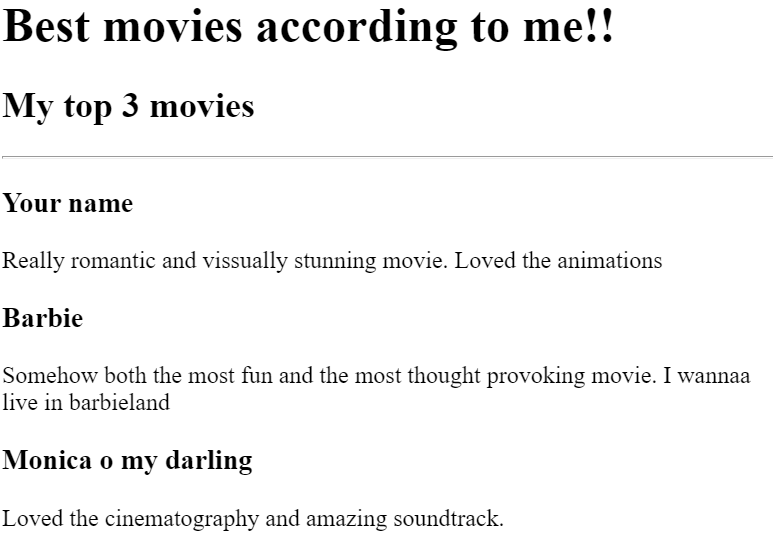 Best movies according to me!!
My top 3 movies
Your name
Really romantic and vissually stunning movie. Loved the animations
Barbie
Somehow both the most fun and the most thought provoking movie. I wannaa
live in barbieland
Monica o my darling
Loved the cinematography and amazing soundtrack.